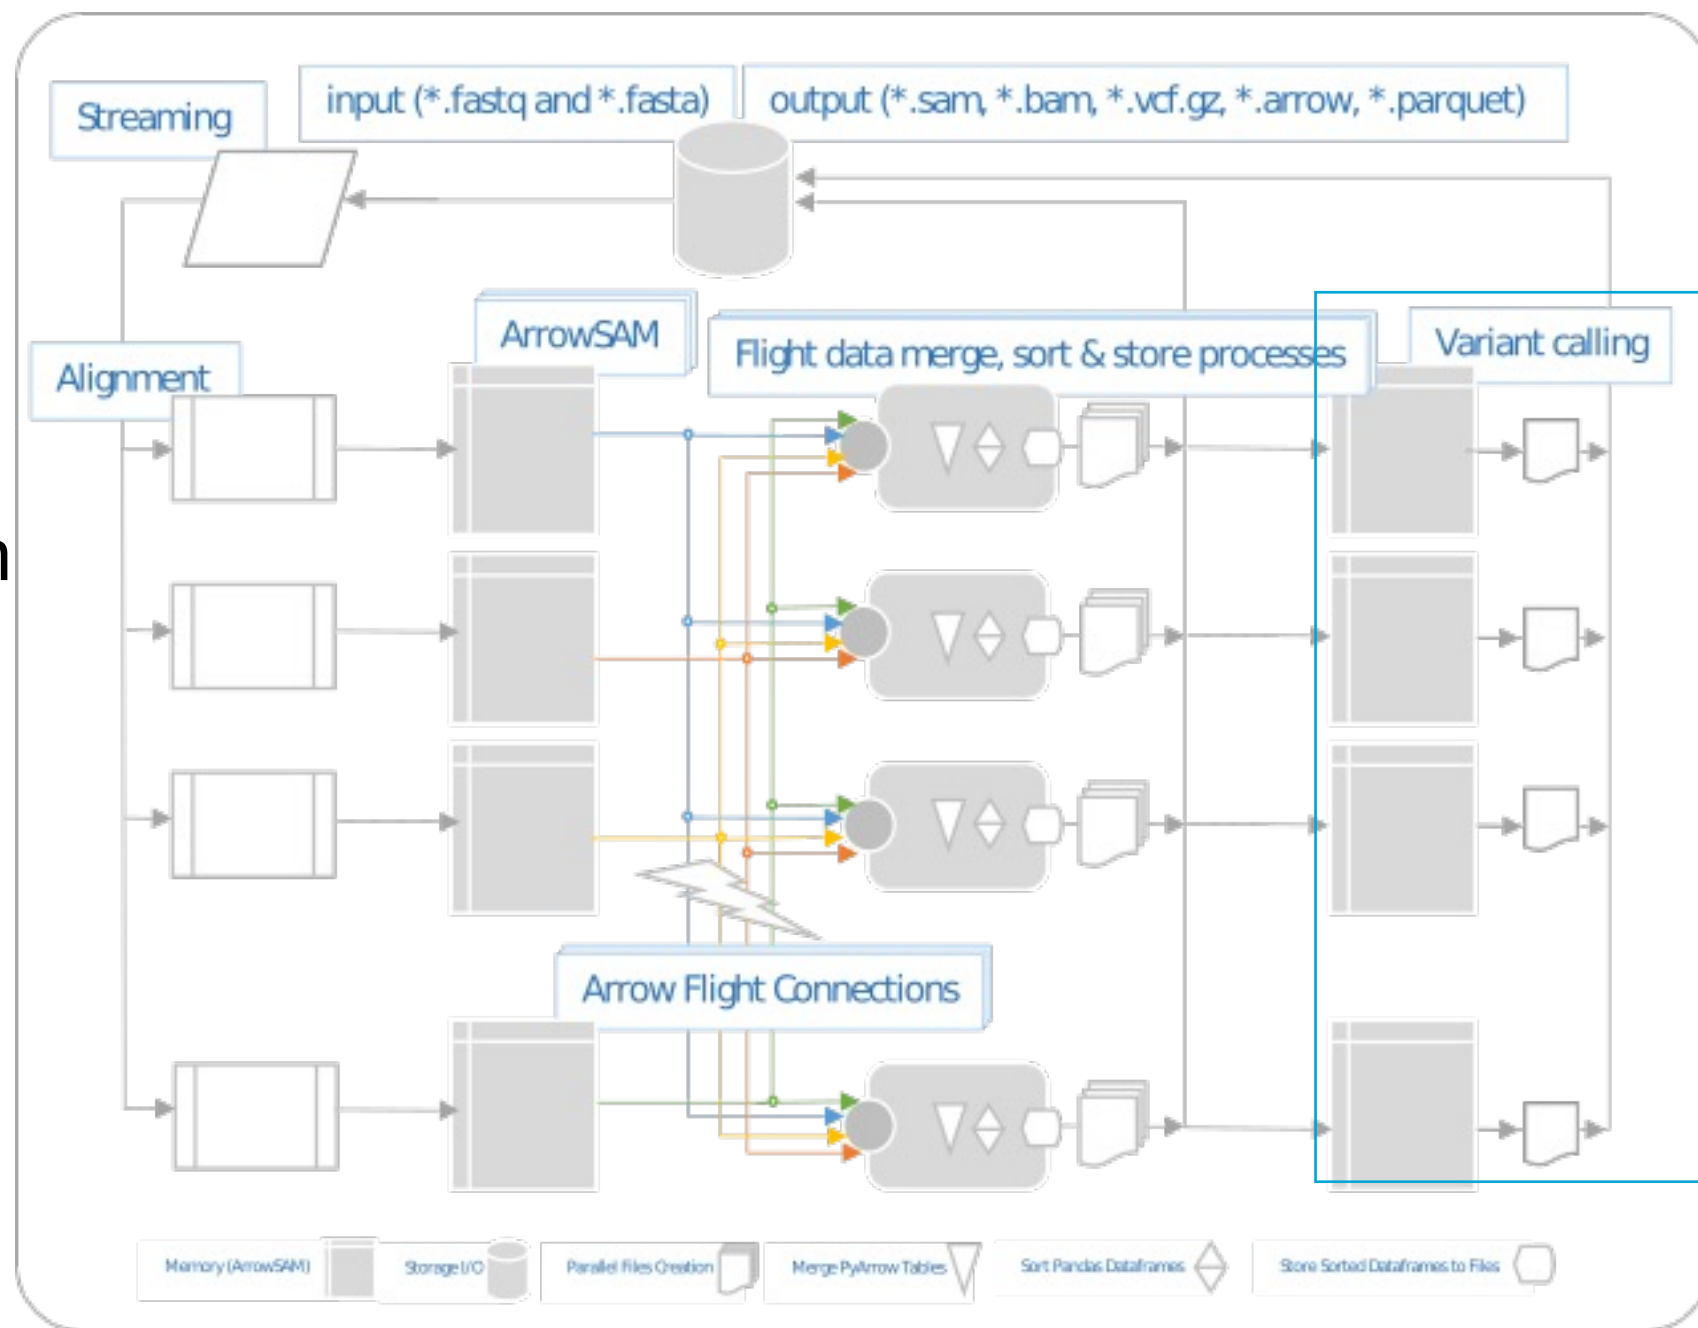 Streaming
input (*.fastq and *.fasta)
output (*.sam, *.bam, *.vcf.gz, *.arrow, *.parquet)
ArrowSAM
Flight data merge, sort & store processes
Variant calling
Alignment
n
Arrow Flight Connections
Memory (ArrowSAM)
Storage I/O
Parallel Files Creation
Merge PyArrow Tables
Sort Pandas Dataframes
Store Sorted Dataframes to Files